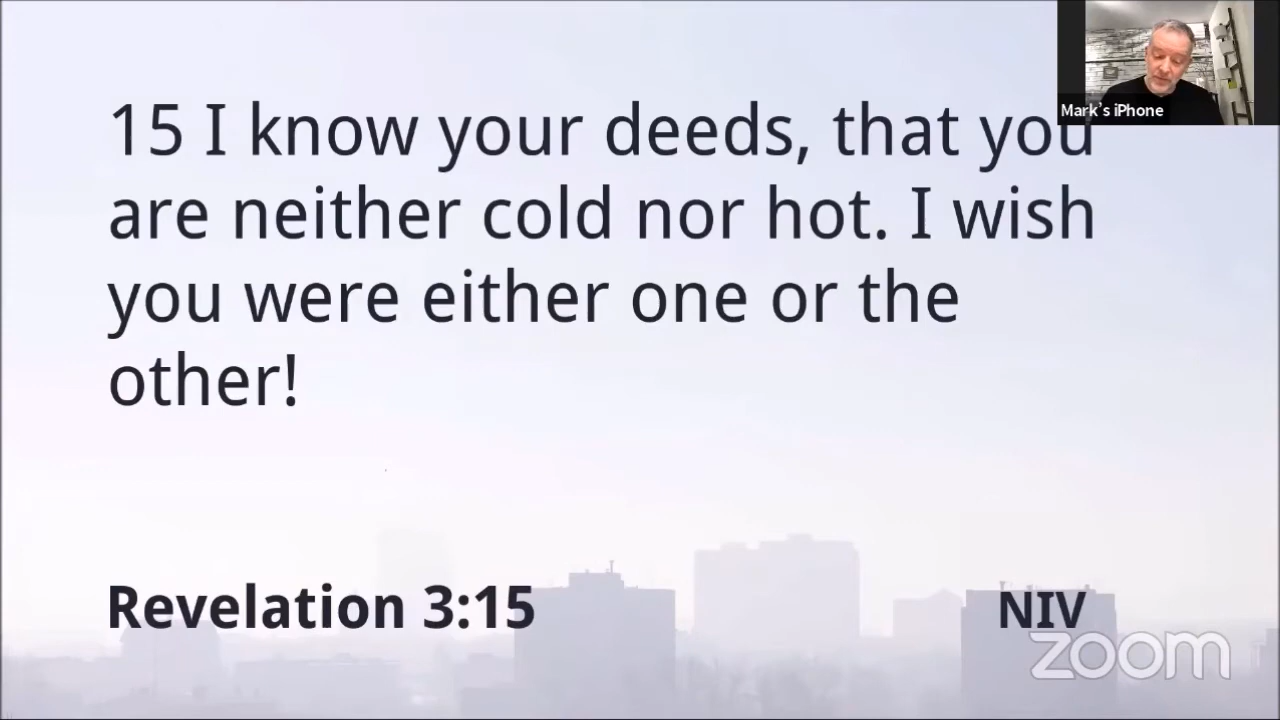 15 I know your deeds, that you
are neither cold nor hot. I wish
you were either one or the
other!
Revelation 3:15
NIV
Mark's iPhone
zoom